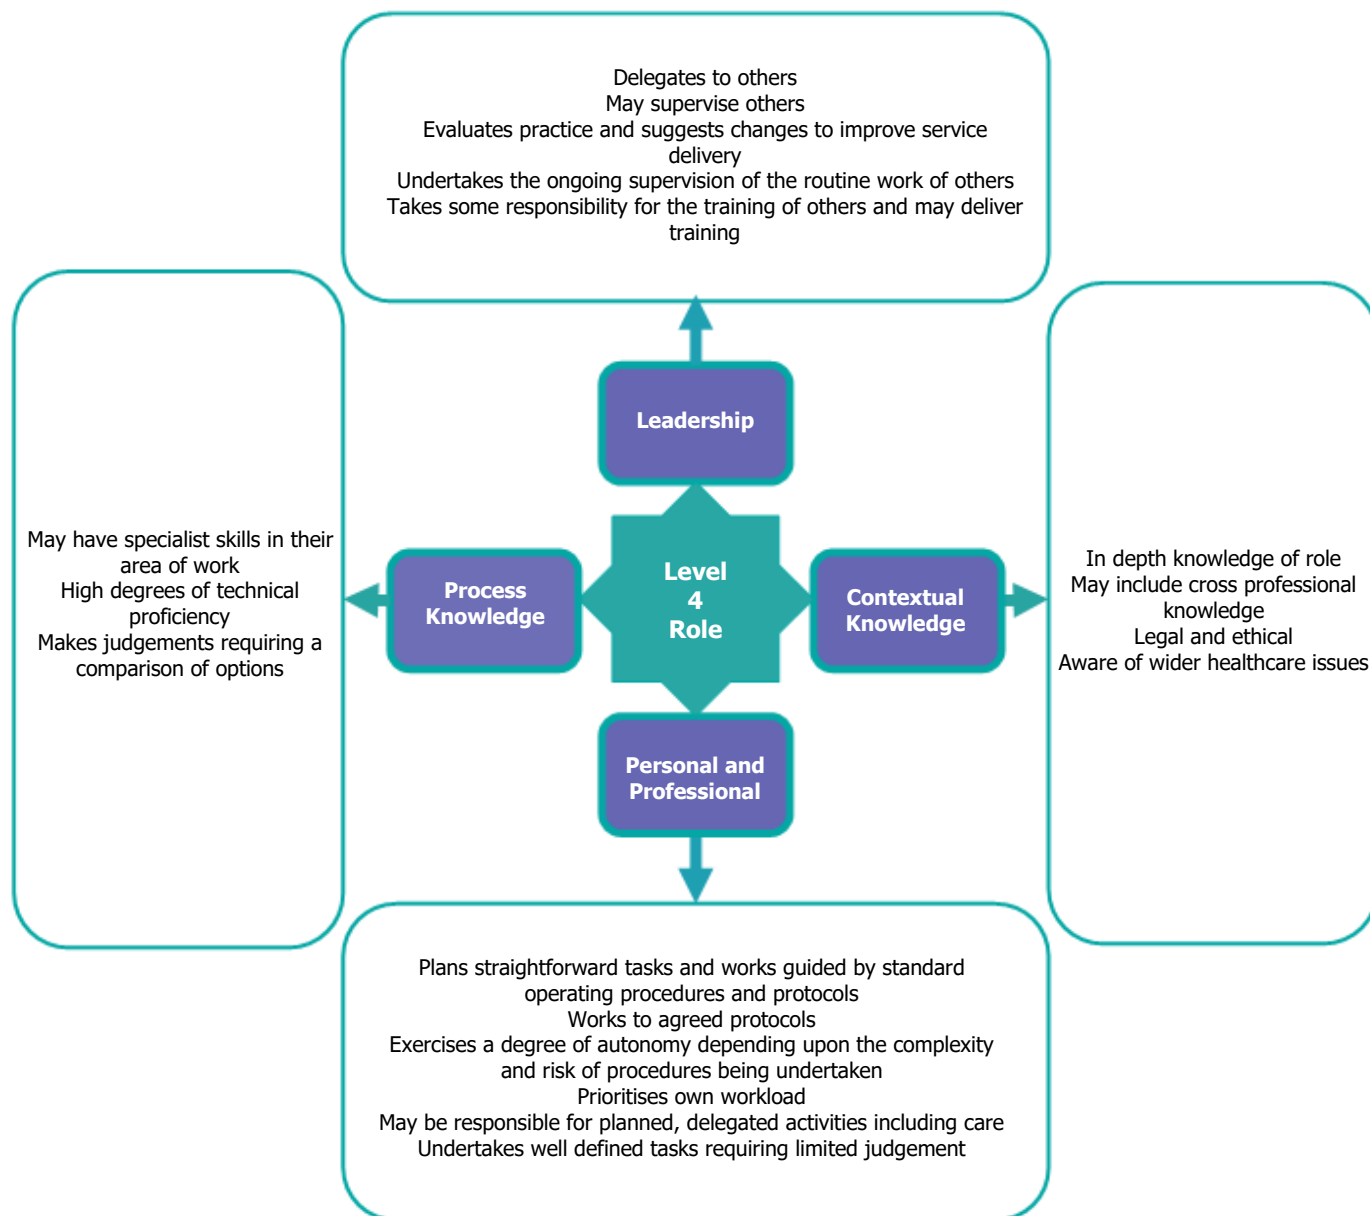 Delegates to others
May supervise others
Evaluates practice and suggests changes to improve service
delivery
Undertakes the ongoing supervision of the routine work of others
Takes some responsibility for the training of others and may deliver
training
Leadership
May have specialist skills in their
area of work
High degrees of technical
proficiency
Makes judgements requiring a
comparison of options
Process
Knowledge
Level
4
Role
Contextual
Knowledge
In depth knowledge of role
May include cross professional
knowledge
Legal and ethical
Aware of wider healthcare issues
Personal and
Professional
Plans straightforward tasks and works guided by standard
operating procedures and protocols
Works to agreed protocols
Exercises a degree of autonomy depending upon the complexity
and risk of procedures being undertaken
Prioritises own workload
May be responsible for planned, delegated activities including care
Undertakes well defined tasks requiring limited judgement